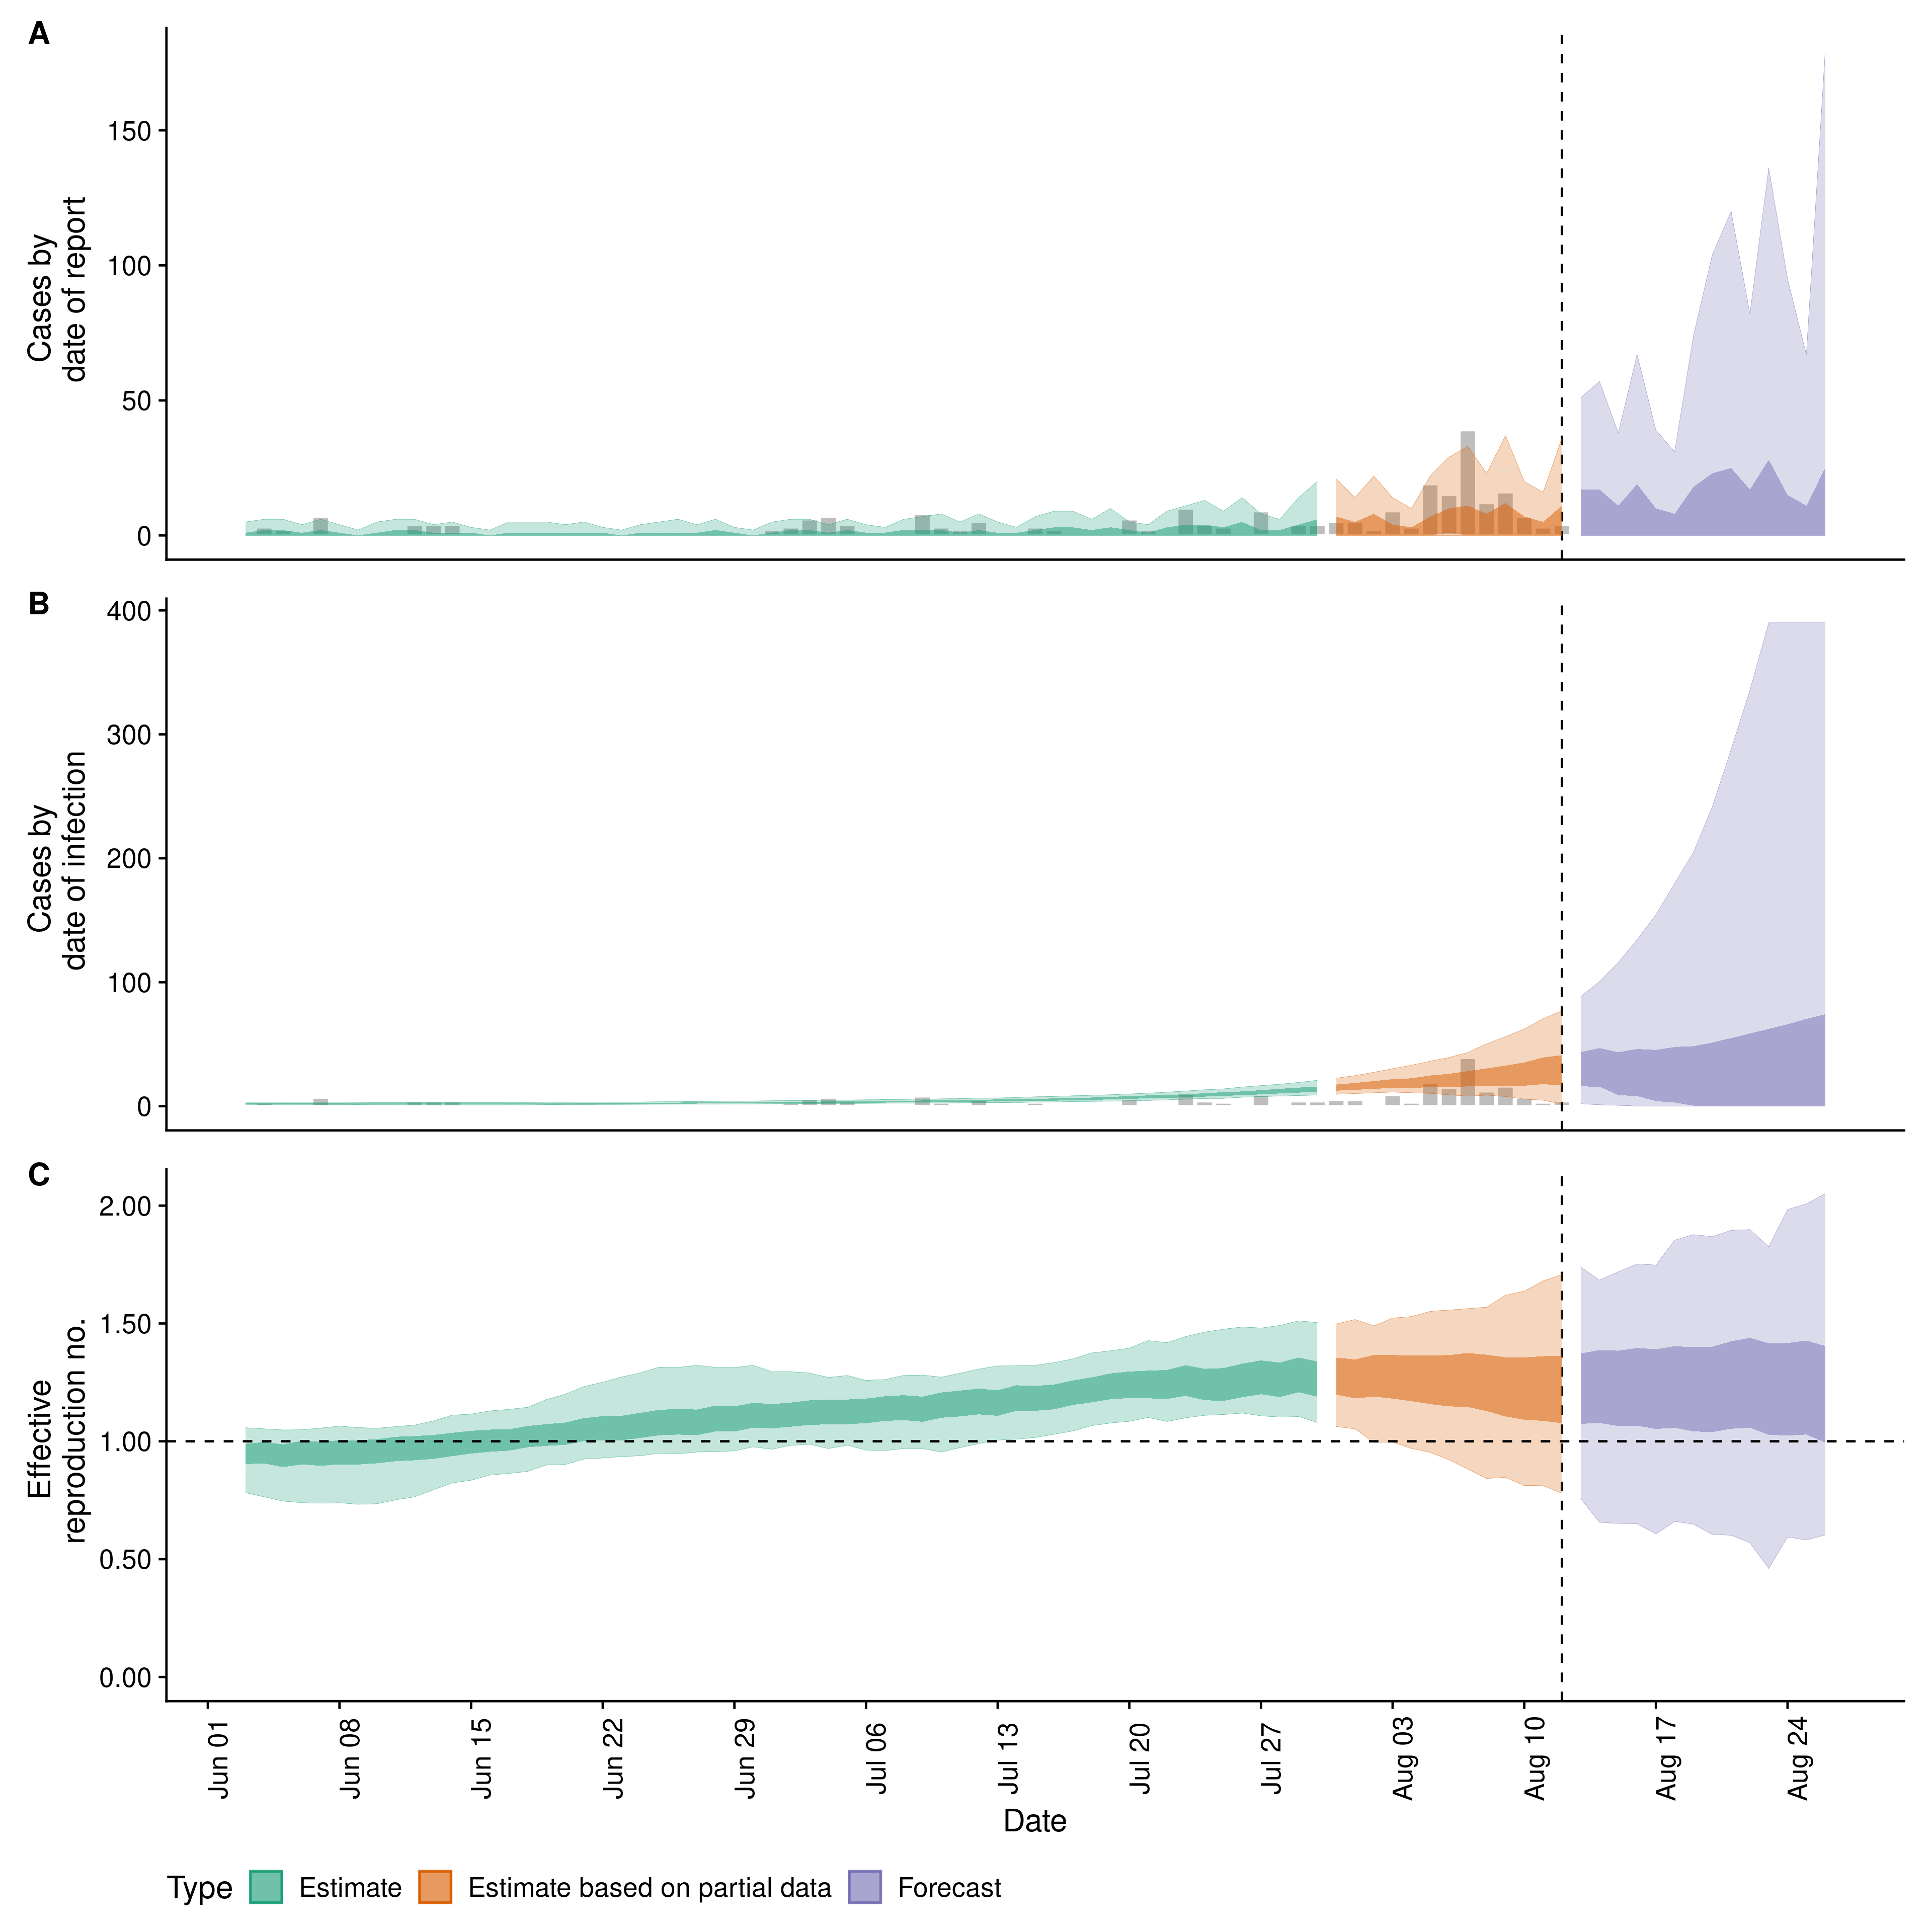 A
Cases by
date of report
150
100
50
0
B
Cases by
date of infection
400
300
200
100
0
C
Effective
reproduction no.
2.00
1.50
1.00
0.50
0.00
Jun 01
Jun 08
Jun 15
Jun 22
Jun 29
Jul 06
Jul 13
Jul 20
Jul 27
Aug 03
Aug 10
Aug 17
Aug 24
Date
Type Estimate Estimate based on partial data Forecast